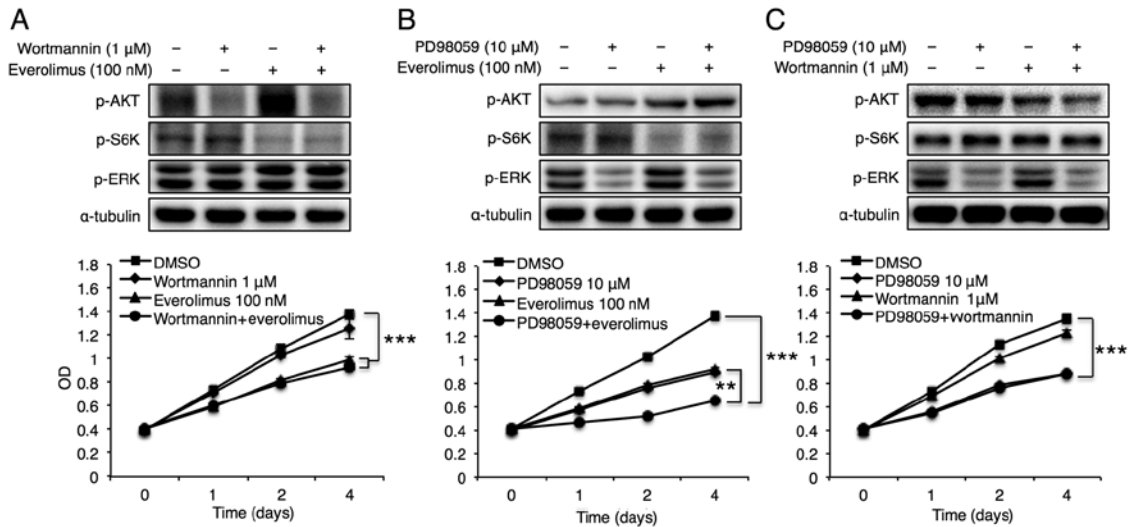 A
Wortmannin (1 µM) – + – +
Everolimus (100 nM) – – + +
p-AKT
p-S6K
p-ERK
α-tubulin
1.8
1.6
1.4
1.2
1
0.8
0.6
0.4
0.2
0
OD
DMSO
Wortmannin 1 µM
Everolimus 100 nM
Wortmannin+everolimus
***
0 1 2 4
Time (days)
B
PD98059 (10 µM) – + – +
Everolimus (100 nM) – – + +
p-AKT
p-S6K
p-ERK
α-tubulin
1.8
1.6
1.4
1.2
1
0.8
0.6
0.4
0.2
0
DMSO
PD98059 10 µM
Everolimus 100 nM
PD98059+everolimus
**
***
0 1 2 4
Time (days)
C
PD98059 (10 µM) – + – +
Wortmannin (1 µM) – – + +
p-AKT
p-S6K
p-ERK
α-tubulin
1.8
1.6
1.4
1.2
1
0.8
0.6
0.4
0.2
0
DMSO
PD98059 10 µM
Wortmannin 1µM
PD98059+wortmannin
***
0 1 2 4
Time (days)